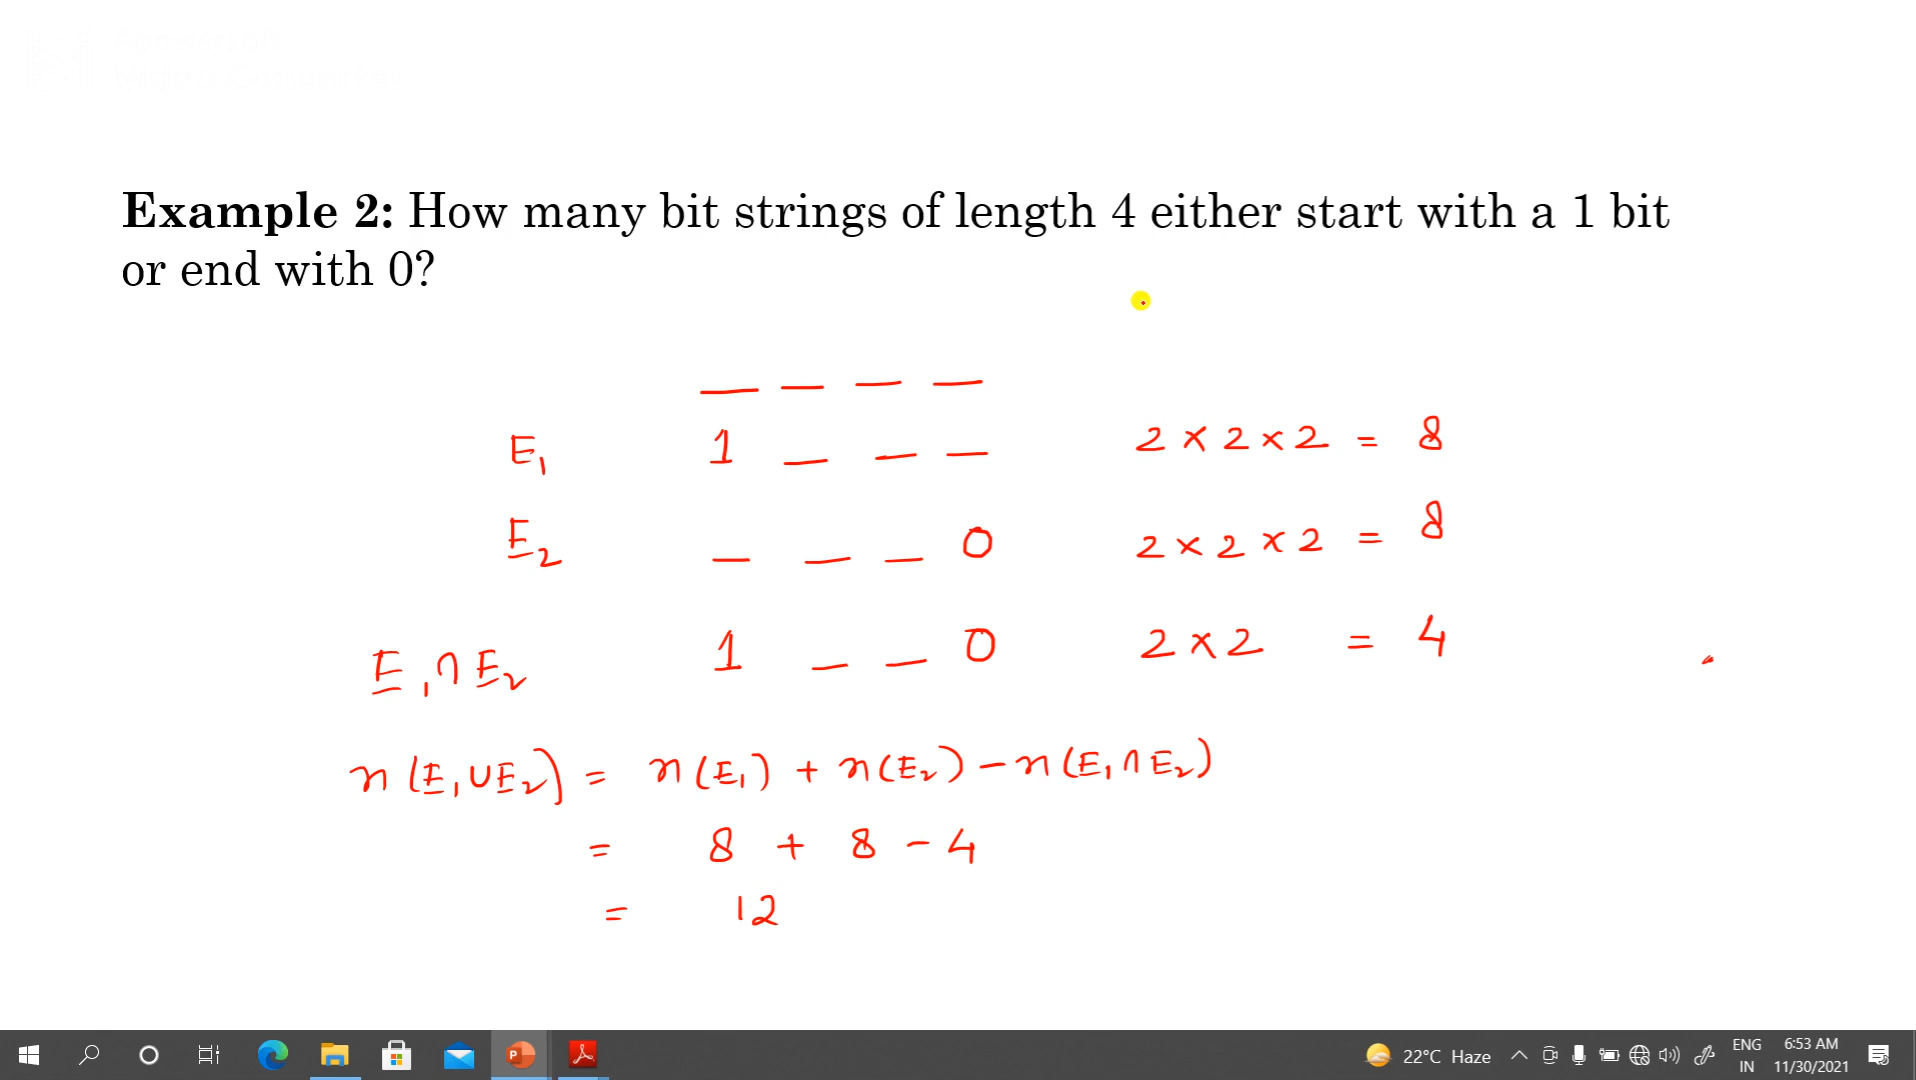 Example 2: How many bit strings of length 4 either start with a 1 bit
or end with 0?
_ _ _ _
E₁ 1 _ _ _ 2 × 2 × 2 = 8
E₂ _ _ _ 0 2 × 2 × 2 = 8
E₁∩E₂ 1 _ _ 0 2 × 2 = 4
n(E₁∪E₂) = n(E₁) + n(E₂) − n(E₁∩E₂)
= 8 + 8 − 4
= 12
22°C Haze
ENG
IN
6:53 AM
11/30/2021